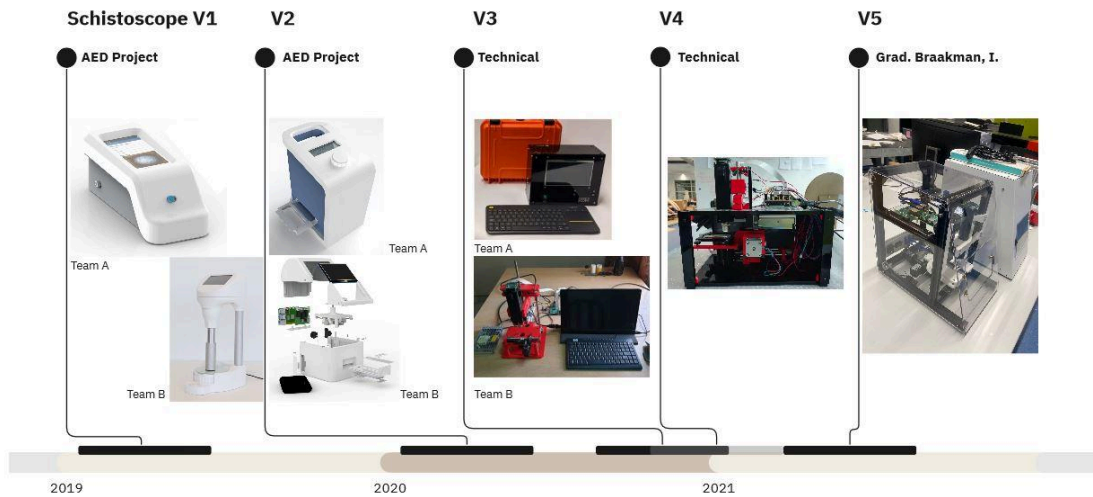 Schistoscope V1
V2
V3
V4
V5
AED Project
AED Project
Technical
Technical
Grad. Braakman, I.
Team A
Team B
Team A
Team B
Team A
Team B
2019
2020
2021